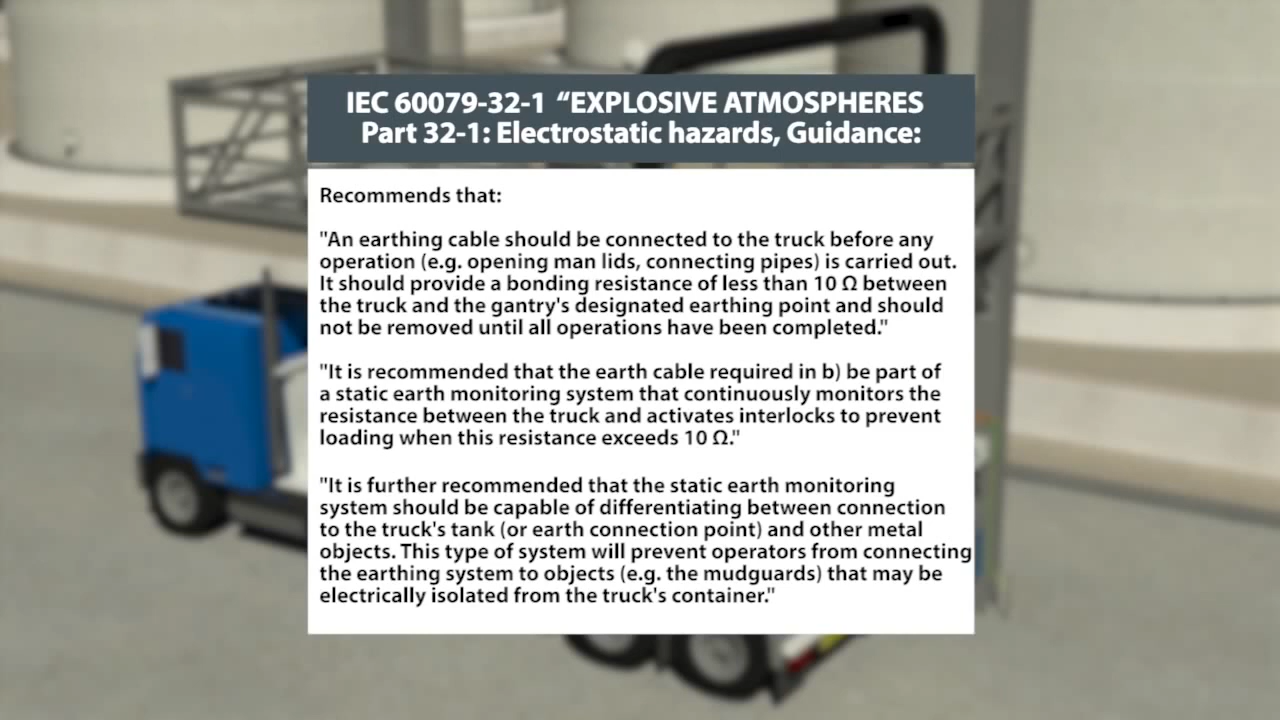 IEC 60079-32-1 “EXPLOSIVE ATMOSPHERES
Part 32-1: Electrostatic hazards, Guidance:
Recommends that:
"An earthing cable should be connected to the truck before any
operation (e.g. opening man lids, connecting pipes) is carried out.
It should provide a bonding resistance of less than 10 Ω between
the truck and the gantry's designated earthing point and should
not be removed until all operations have been completed."
"It is recommended that the earth cable required in b) be part of
a static earth monitoring system that continuously monitors the
resistance between the truck and activates interlocks to prevent
loading when this resistance exceeds 10 Ω."
"It is further recommended that the static earth monitoring
system should be capable of differentiating between connection
to the truck's tank (or earth connection point) and other metal
objects. This type of system will prevent operators from connecting
the earthing system to objects (e.g. the mudguards) that may be
electrically isolated from the truck's container."